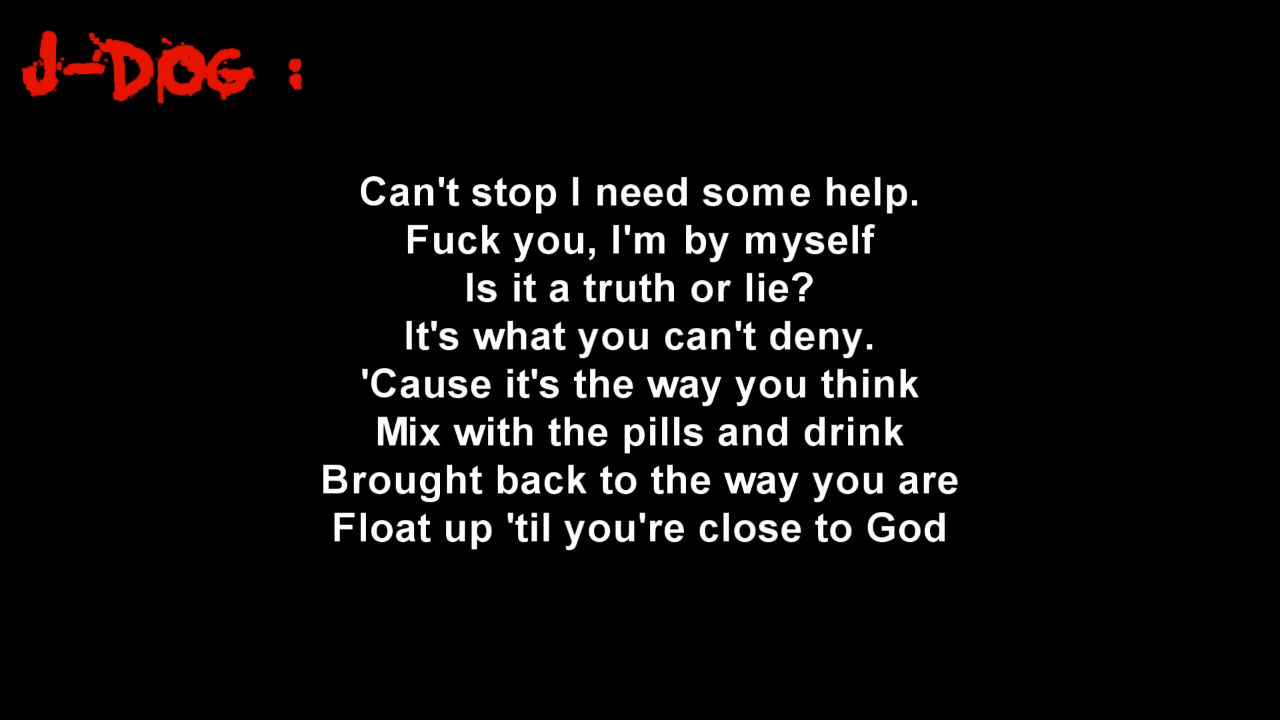 J-Dog :
Can't stop I need some help.
Fuck you, I'm by myself
Is it a truth or lie?
It's what you can't deny.
'Cause it's the way you think
Mix with the pills and drink
Brought back to the way you are
Float up 'til you're close to God